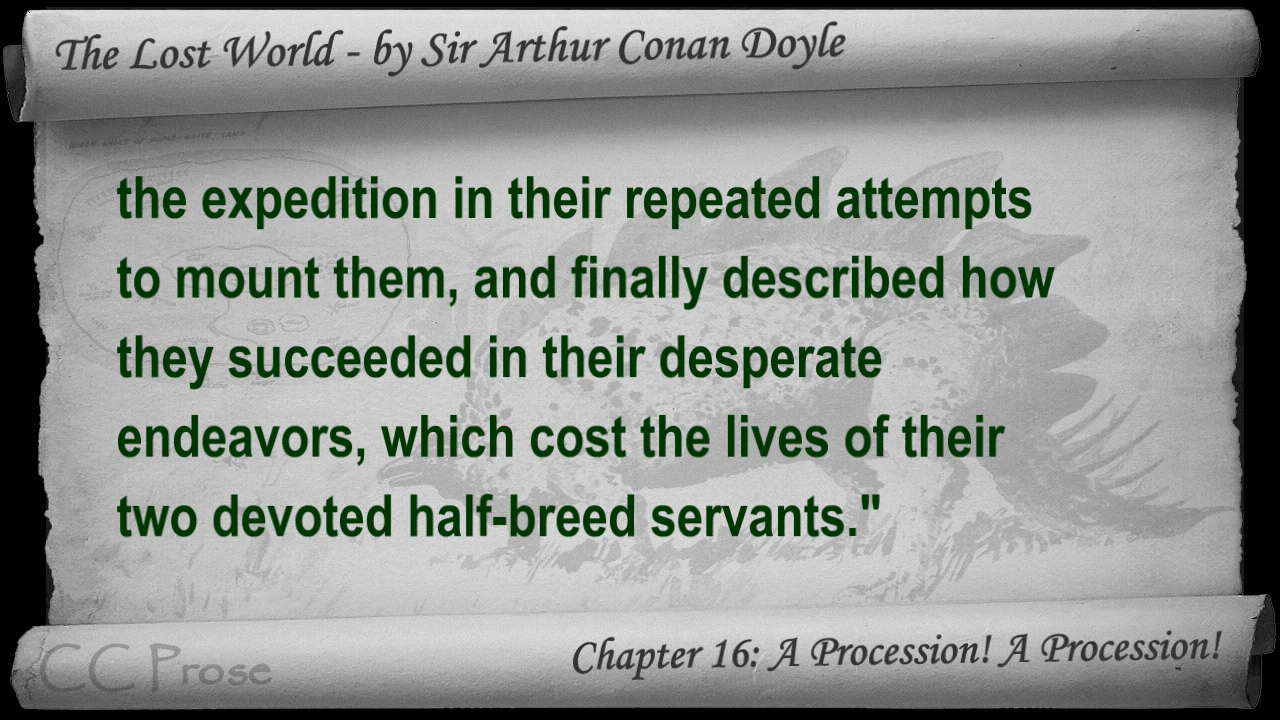 The Lost World - by Sir Arthur Conan Doyle
the expedition in their repeated attempts
to mount them, and finally described how
they succeeded in their desperate
endeavors, which cost the lives of their
two devoted half-breed servants."
Chapter 16: A Procession! A Procession!
CC Prose